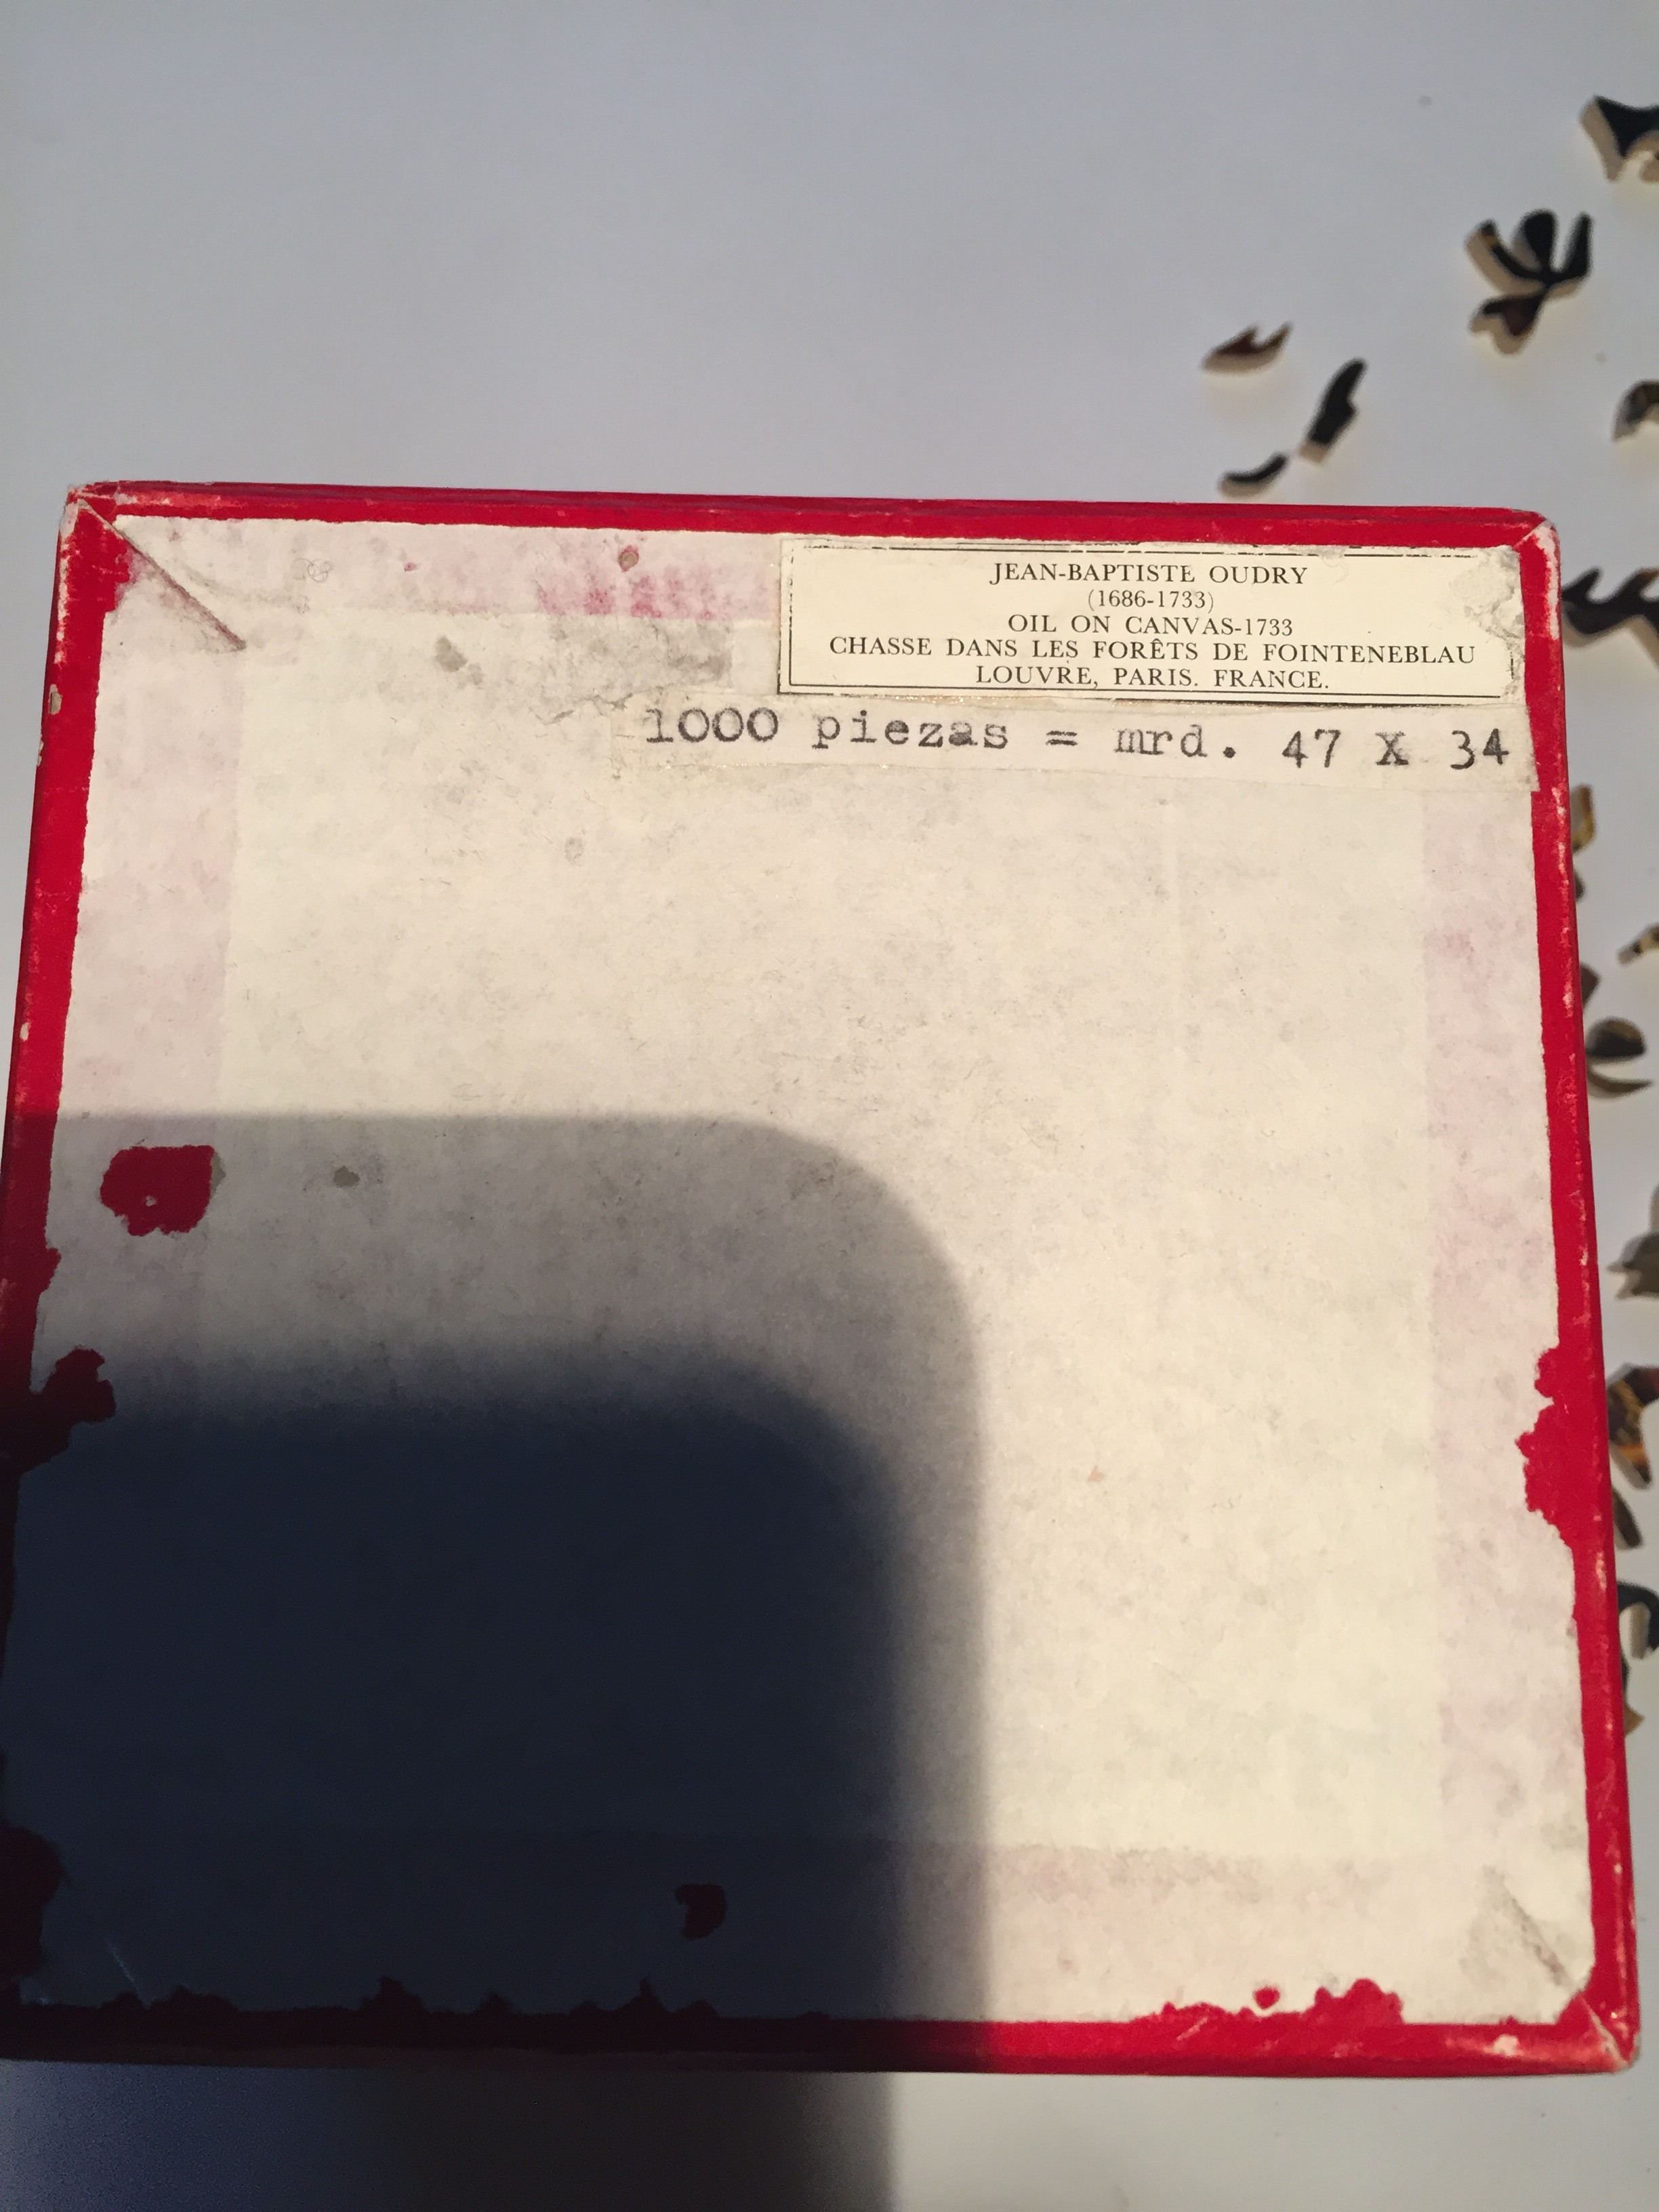 JEAN-BAPTISTE OUDRY
(1686-1733)
OIL ON CANVAS-1733
CHASSE DANS LES FORÊTS DE FOINTENEBLAU
LOUVRE, PARIS. FRANCE.
1000 piezas = mrd. 47 X 34